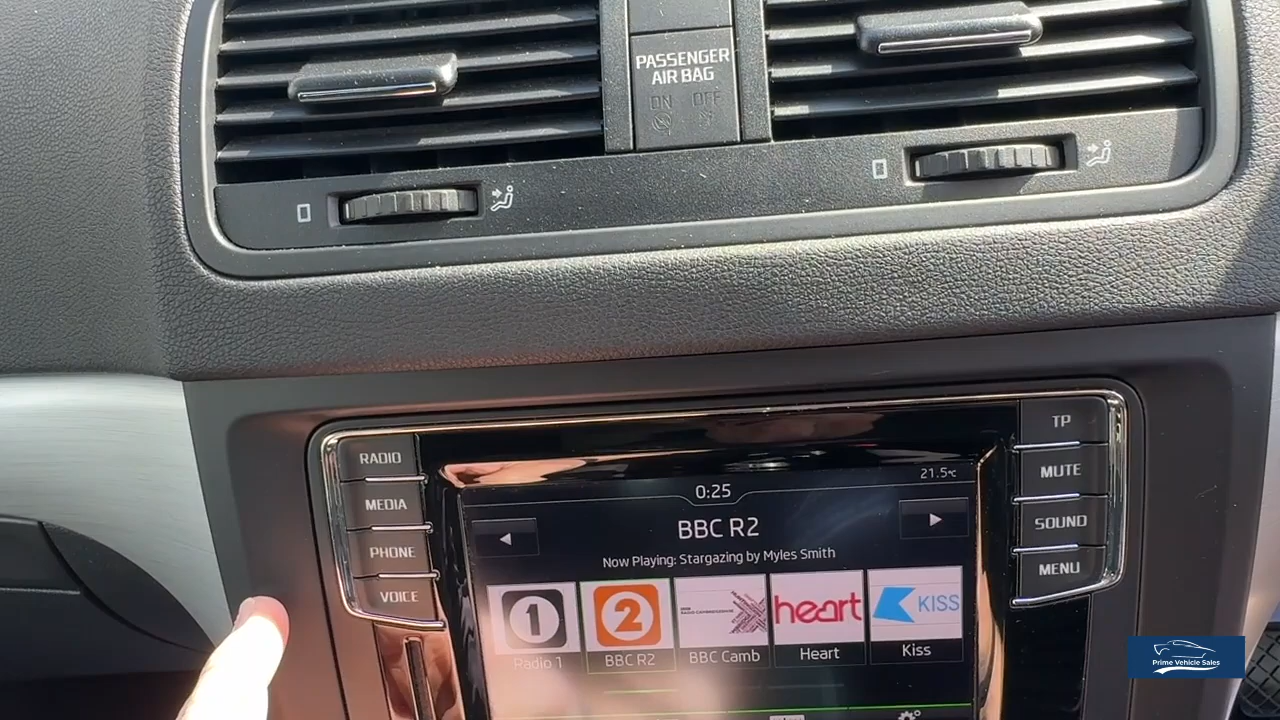 PASSENGER
AIR BAG
ON OFF
RADIO
MEDIA
PHONE
VOICE
TP
MUTE
SOUND
MENU
21.5°C
0:25
BBC R2
Now Playing: Stargazing by Myles Smith
1
2
heart
KISS
Radio 1
BBC R2
BBC Camb
Heart
Kiss
Prime Vehicle Sales